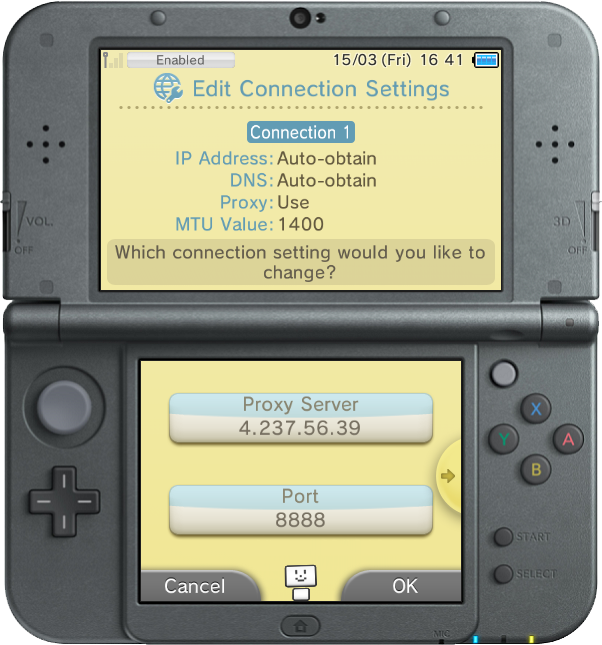 Enabled 15/03 (Fri) 16 41
Edit Connection Settings
Connection 1
IP Address: Auto-obtain
DNS: Auto-obtain
Proxy: Use
MTU Value: 1400
Which connection setting would you like to
change?
VOL.
OFF
3D
OFF
Proxy Server
4.237.56.39
Port
8888
Cancel
OK
X
Y
A
B
START
SELECT
MIC